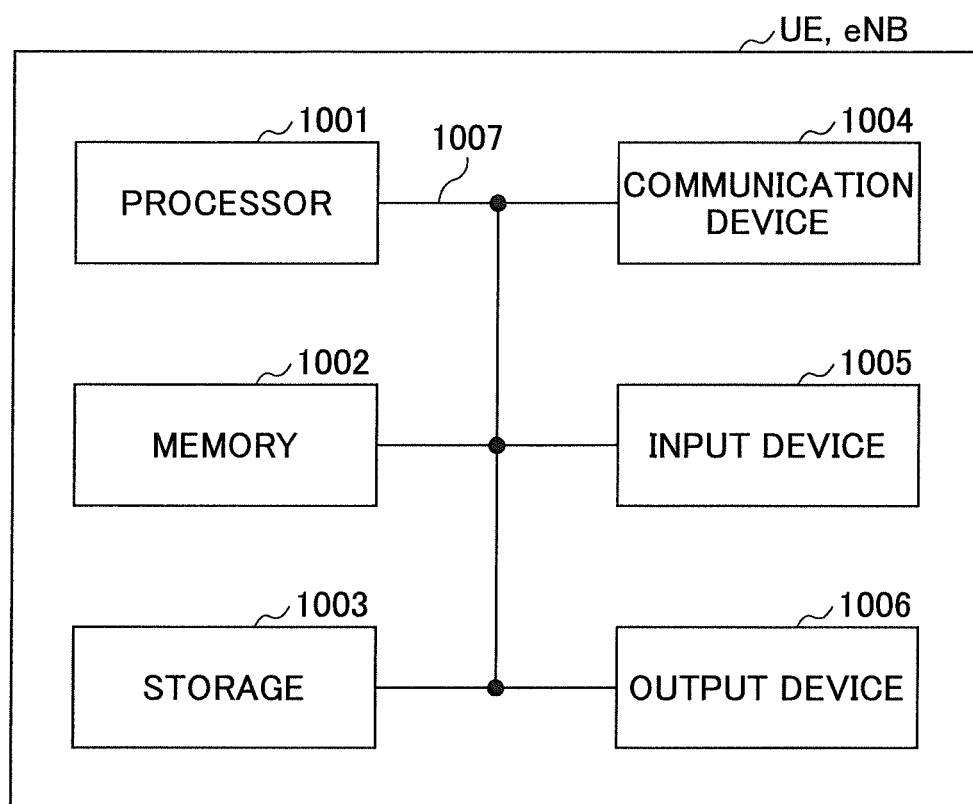 UE, eNB
1001
PROCESSOR
1007
1004
COMMUNICATION
DEVICE
1002
MEMORY
1005
INPUT DEVICE
1003
STORAGE
1006
OUTPUT DEVICE